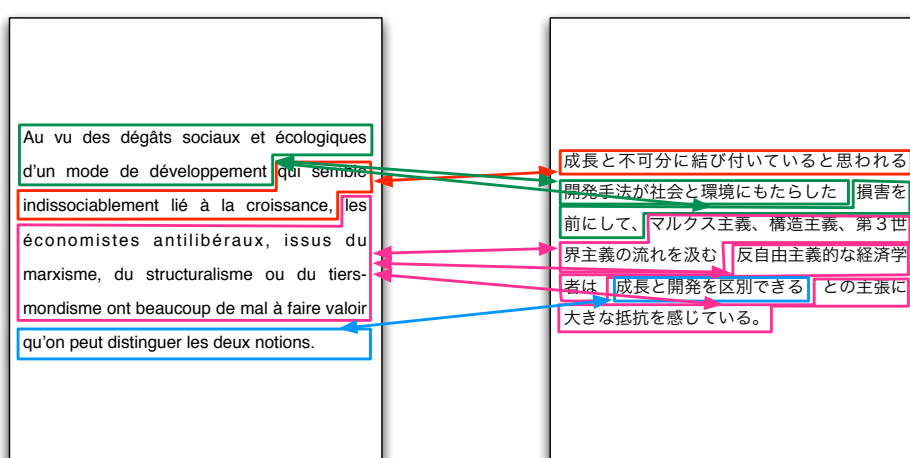 Au vu des dégâts sociaux et écologiques
d'un mode de développement qui semble
indissociablement lié à la croissance, les
économistes antilibéraux, issus du
marxisme, du structuralisme ou du tiers-
mondisme ont beaucoup de mal à faire valoir
qu'on peut distinguer les deux notions.
成長と不可分に結び付いていると思われる
開発手法が社会と環境にもたらした 損害を
前にして、マルクス主義、構造主義、第３世
界主義の流れを汲む 反自由主義的な経済学
者は 成長と開発を区別できる との主張に
大きな抵抗を感じている。